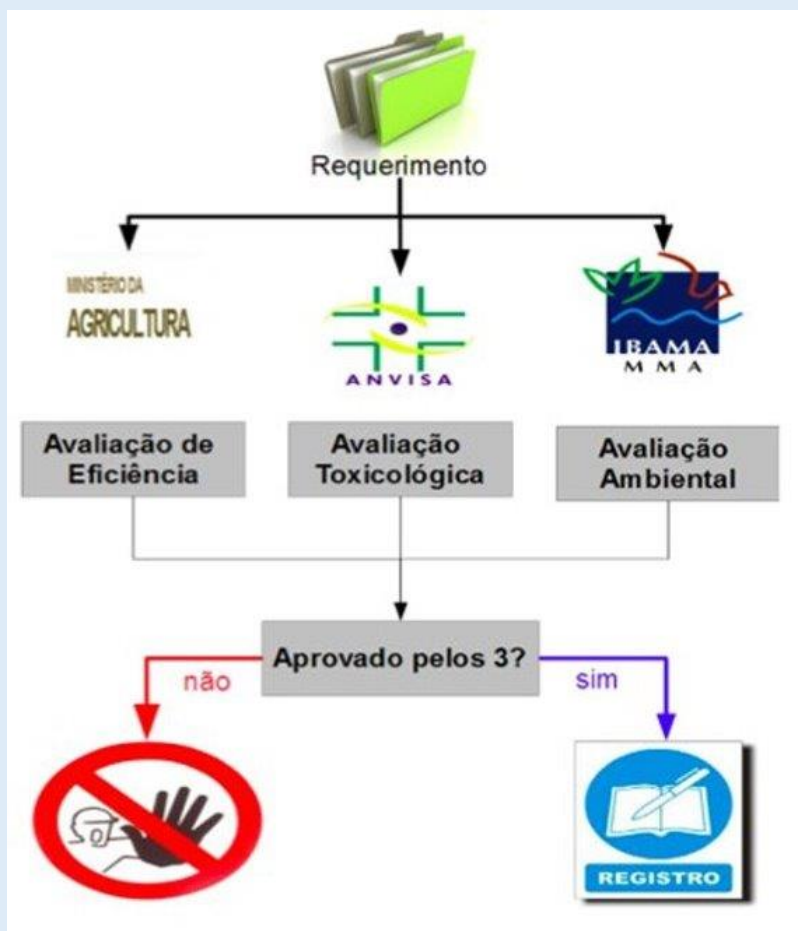 Requerimento
MINISTÉRIO DA
AGRICULTURA
ANVISA
IBAMA
MMA
Avaliação de
Eficiência
Avaliação
Toxicológica
Avaliação
Ambiental
Aprovado pelos 3?
não
sim
REGISTRO